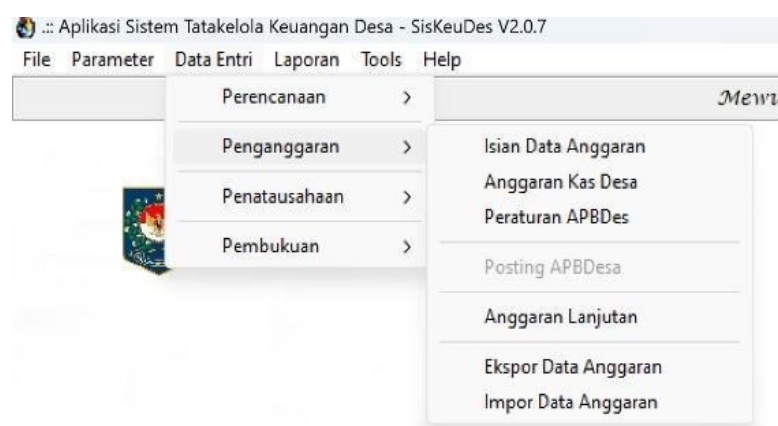 .:: Aplikasi Sistem Tatakelola Keuangan Desa - SisKeuDes V2.0.7
File Parameter Data Entri Laporan Tools Help
Perencanaan
Penganggaran
Penatausahaan
Pembukuan
Isian Data Anggaran
Anggaran Kas Desa
Peraturan APBDes
Posting APBDesa
Anggaran Lanjutan
Ekspor Data Anggaran
Impor Data Anggaran